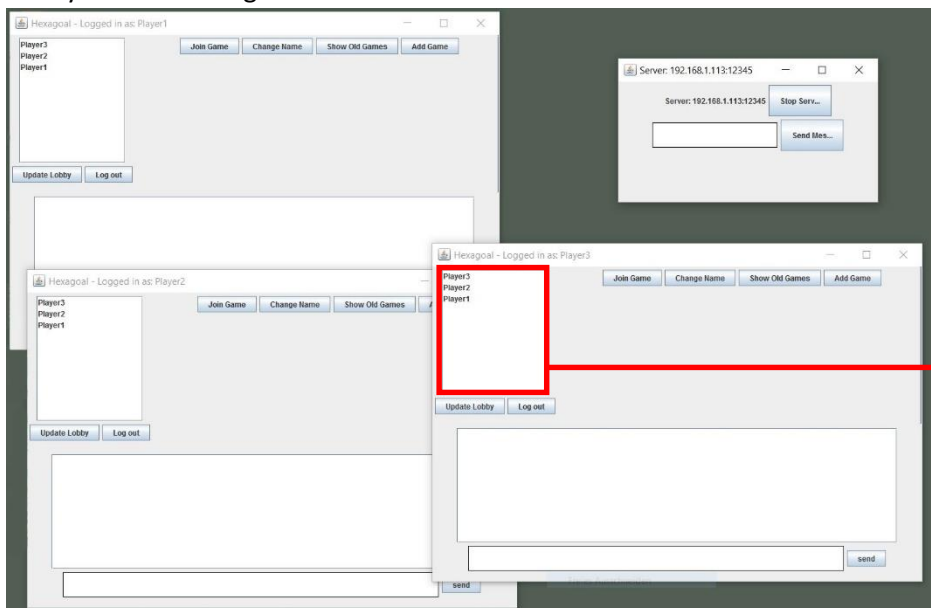 Hexagoal - Logged in as: Player1
Player3
Player2
Player1
Join Game
Change Name
Show Old Games
Add Game
Update Lobby
Log out
Server: 192.168.1.113:12345
Server: 192.168.1.113:12345
Stop Serv...
Send Mes...
Hexagoal - Logged in as: Player2
Player3
Player2
Player1
Join Game
Change Name
Show Old Games
Update Lobby
Log out
send
Hexagoal - Logged in as: Player3
Player3
Player2
Player1
Join Game
Change Name
Show Old Games
Add Game
Update Lobby
Log out
send